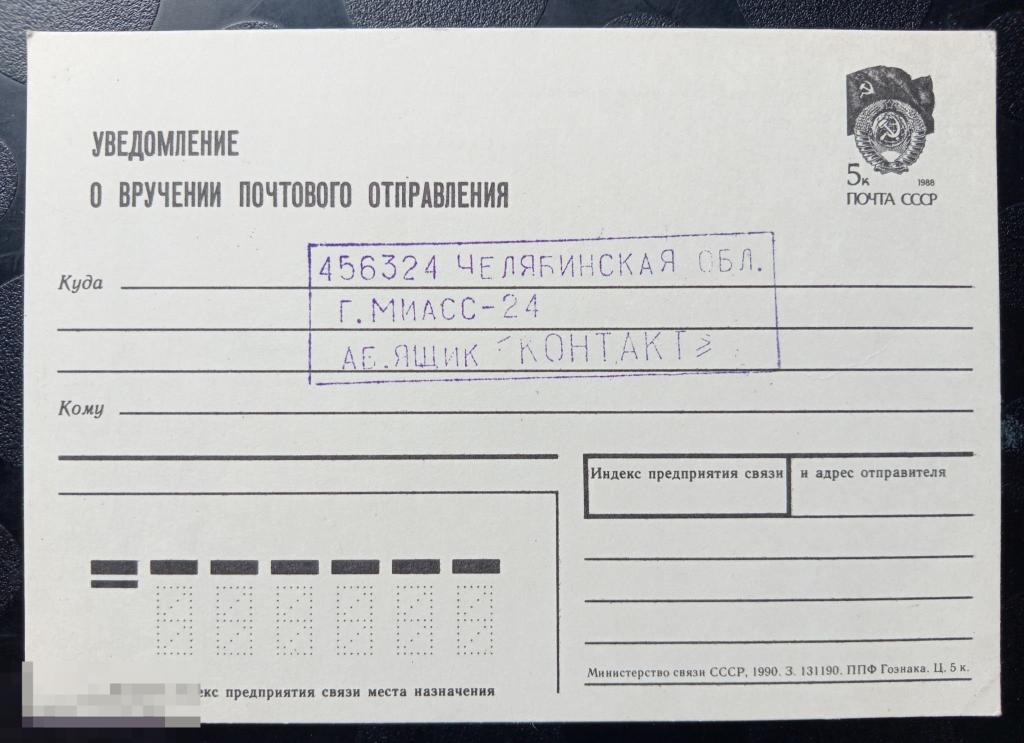 УВЕДОМЛЕНИЕ
О ВРУЧЕНИИ ПОЧТОВОГО ОТПРАВЛЕНИЯ
5к 1988
ПОЧТА СССР
Куда
456324 ЧЕЛЯБИНСКАЯ ОБЛ.
Г. МИАСС-24
АБ. ЯЩИК "КОНТАКТ"
Кому
Индекс предприятия связи и адрес отправителя
Министерство связи СССР, 1990. З. 131190. ППФ Гознака. Ц. 5 к.
предприятия связи места назначения